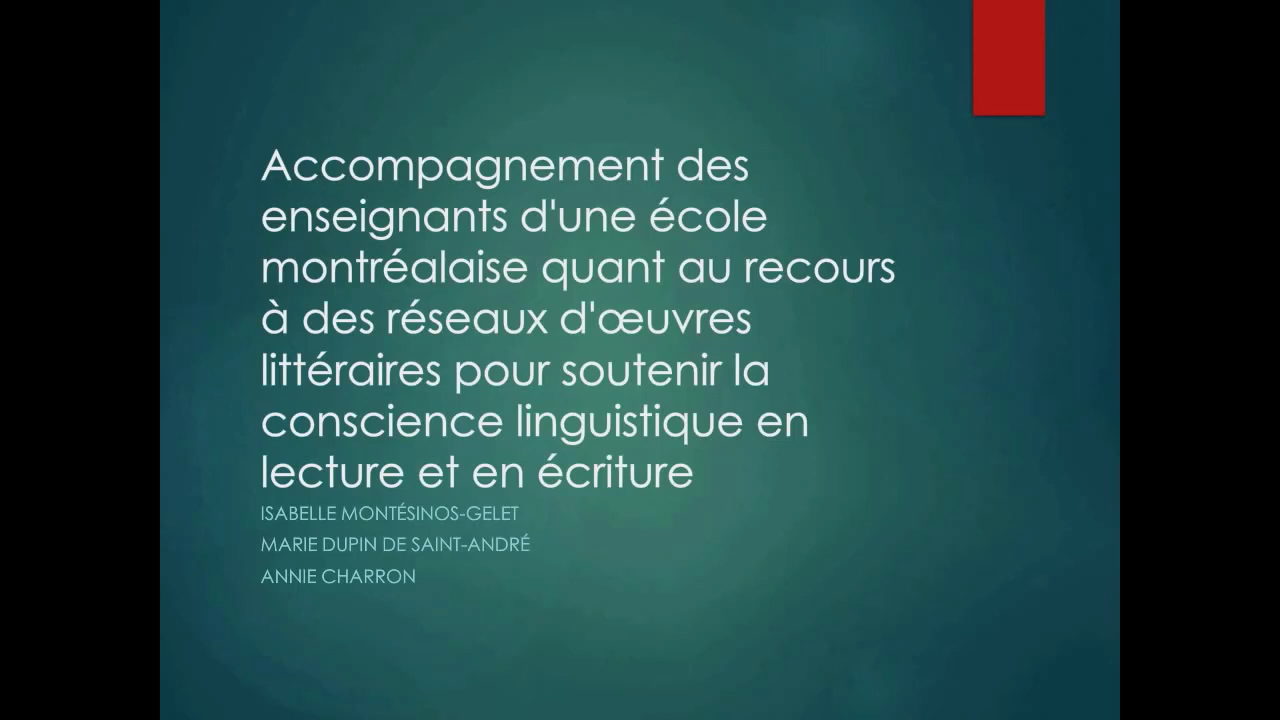 Accompagnement des
enseignants d'une école
montréalaise quant au recours
à des réseaux d'œuvres
littéraires pour soutenir la
conscience linguistique en
lecture et en écriture
ISABELLE MONTÉSINOS-GELET
MARIE DUPIN DE SAINT-ANDRÉ
ANNIE CHARRON